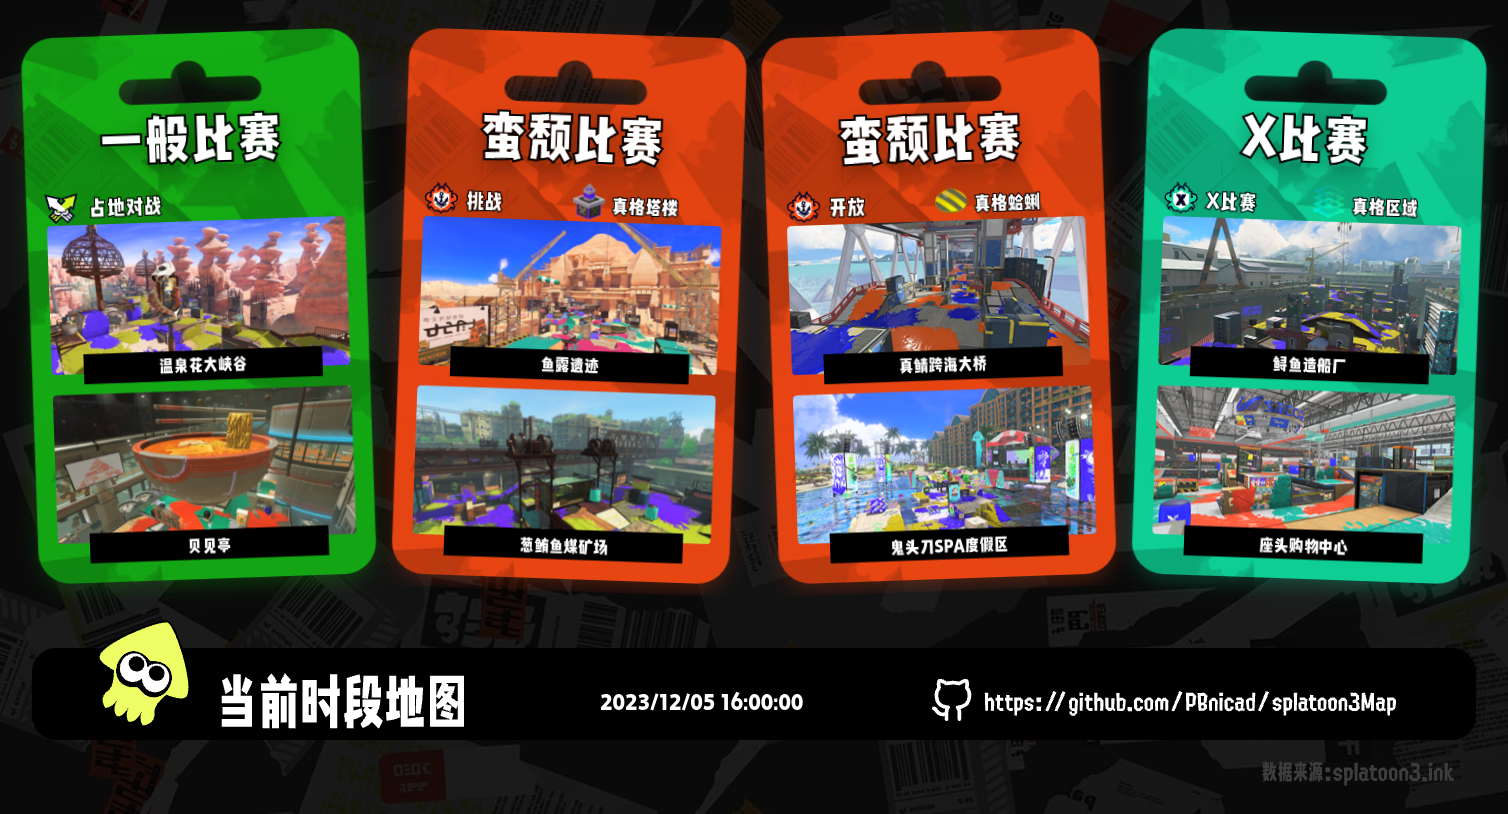 一般比赛
占地对战
温泉花大峡谷
贝见亭
蛮颓比赛
挑战
真格塔楼
鱼露遗迹
葱鲔鱼煤矿场
蛮颓比赛
开放
真格蛤蜊
真鲭跨海大桥
鬼头刀SPA度假区
X比赛
X比赛
真格区域
鲟鱼造船厂
座头购物中心
当前时段地图
2023/12/05 16:00:00
https://github.com/PBnicad/splatoon3Map
数据来源:splatoon3.ink